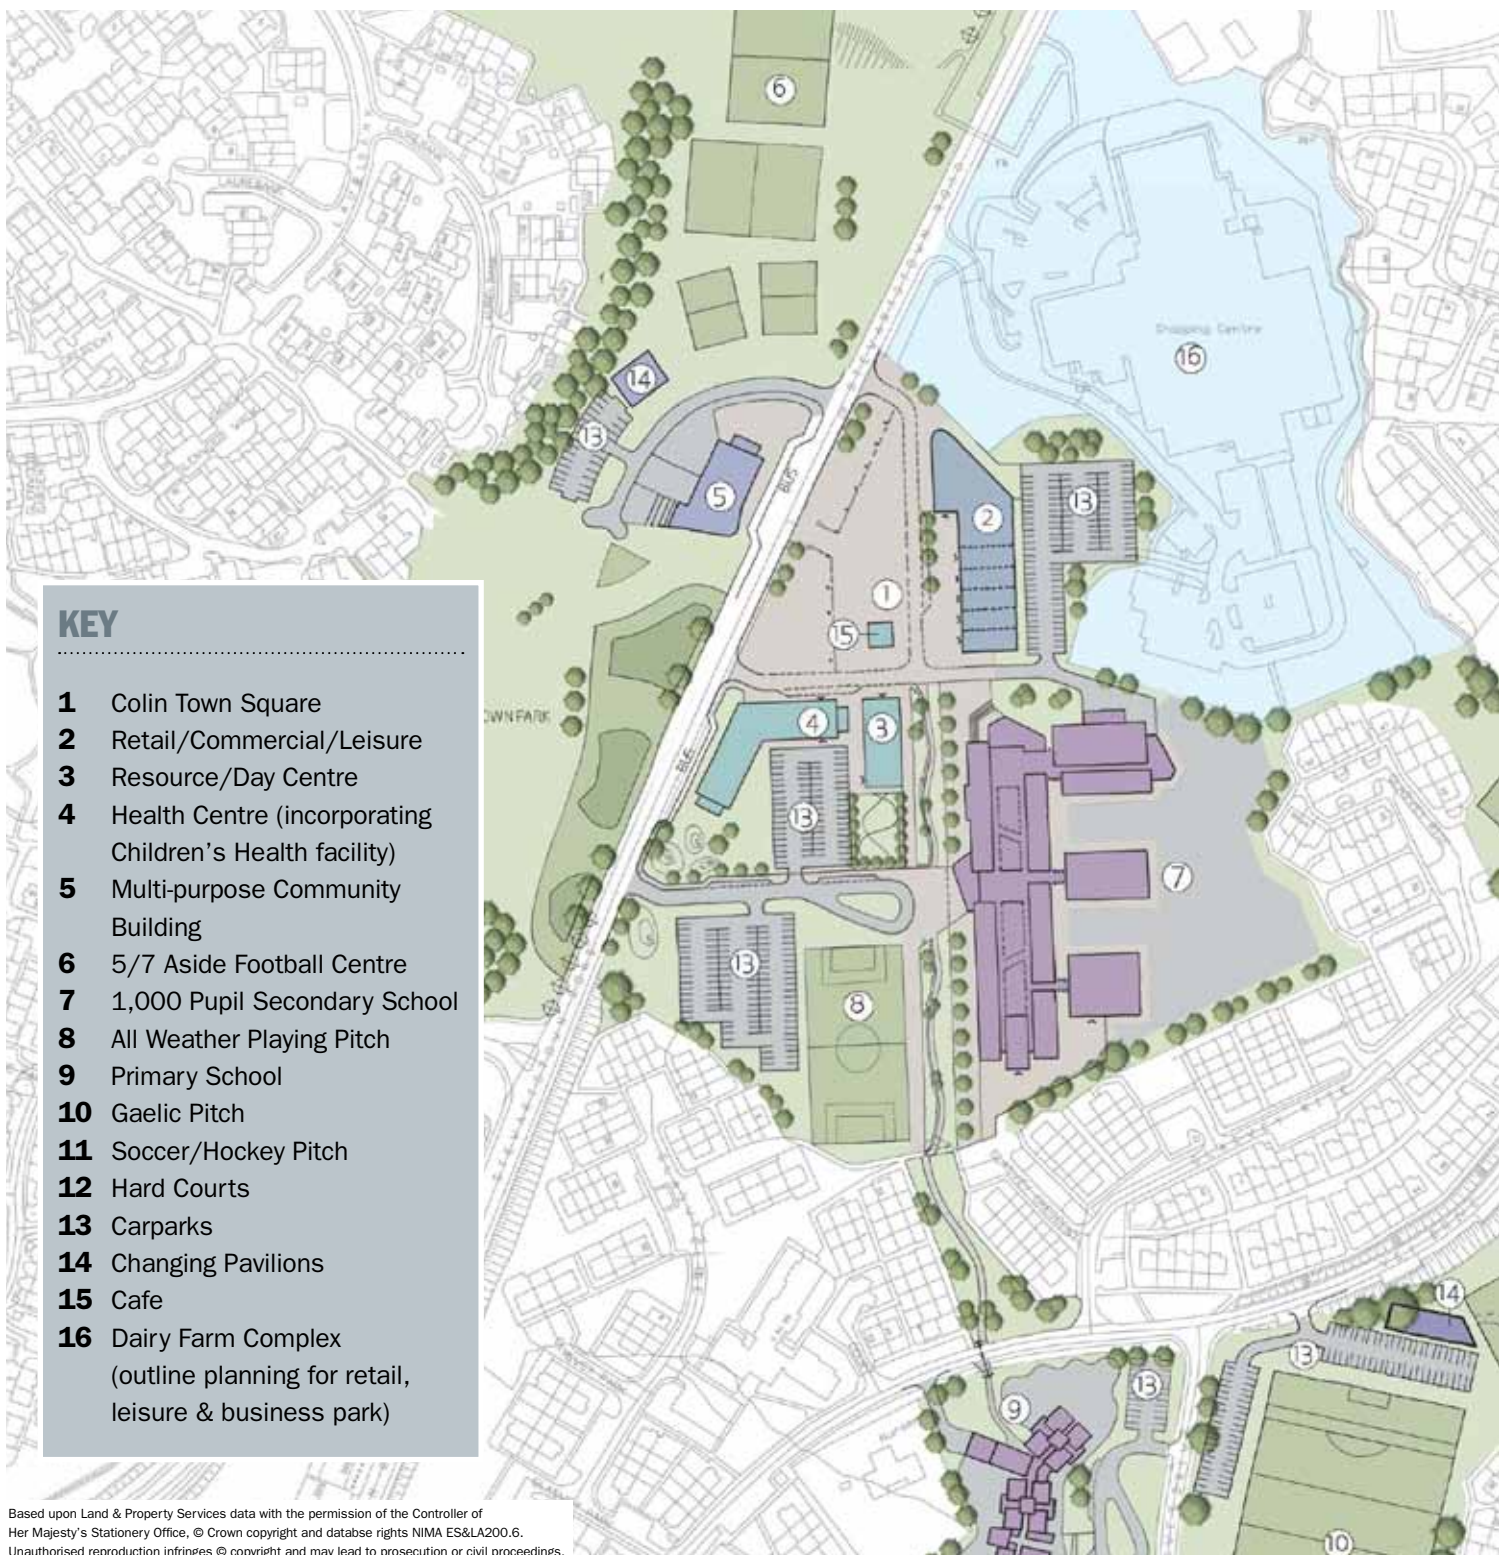 6
Shopping Centre
16
14
13
5
BUS
2
13
1
15
KEY
1 Colin Town Square
2 Retail/Commercial/Leisure
3 Resource/Day Centre
4 Health Centre (incorporating
Children’s Health facility)
5 Multi-purpose Community
Building
6 5/7 Aside Football Centre
7 1,000 Pupil Secondary School
8 All Weather Playing Pitch
9 Primary School
10 Gaelic Pitch
11 Soccer/Hockey Pitch
12 Hard Courts
13 Carparks
14 Changing Pavilions
15 Cafe
16 Dairy Farm Complex
(outline planning for retail,
leisure & business park)
OWN PARK
4
3
BUS
13
7
13
8
14
13
13
9
10
Based upon Land & Property Services data with the permission of the Controller of
Her Majesty’s Stationery Office, © Crown copyright and databse rights NIMA ES&LA200.6.
Unauthorised reproduction infringes © copyright and may lead to prosecution or civil proceedings.